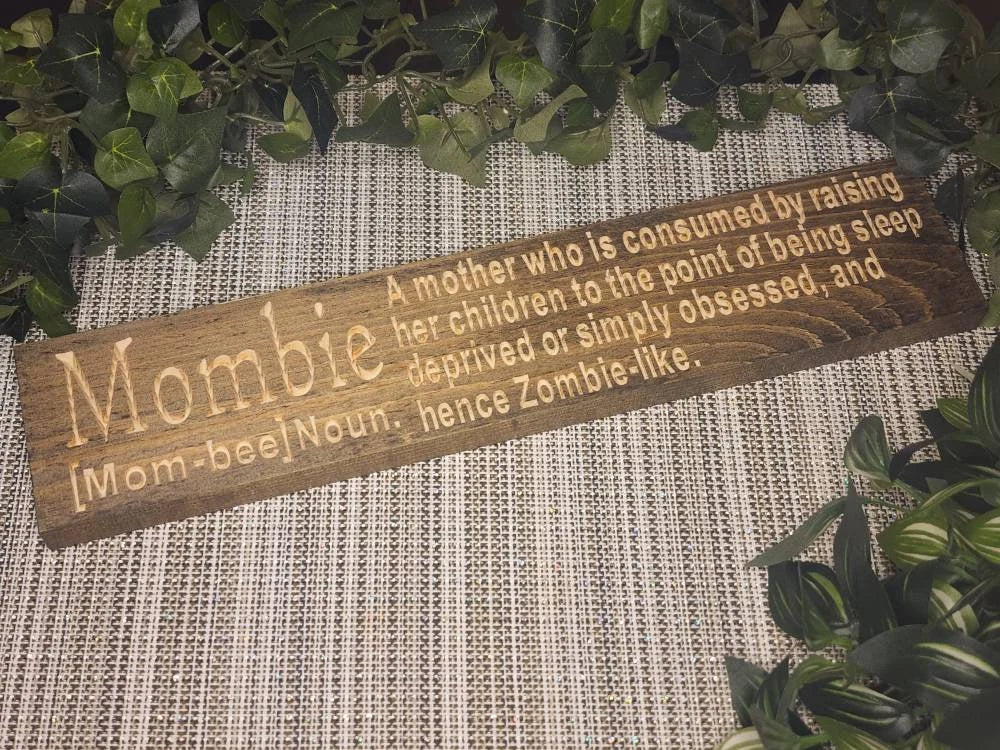 Mombie
[Mom-bee] Noun.
A mother who is consumed by raising
her children to the point of being sleep
deprived or simply obsessed, and
hence Zombie-like.